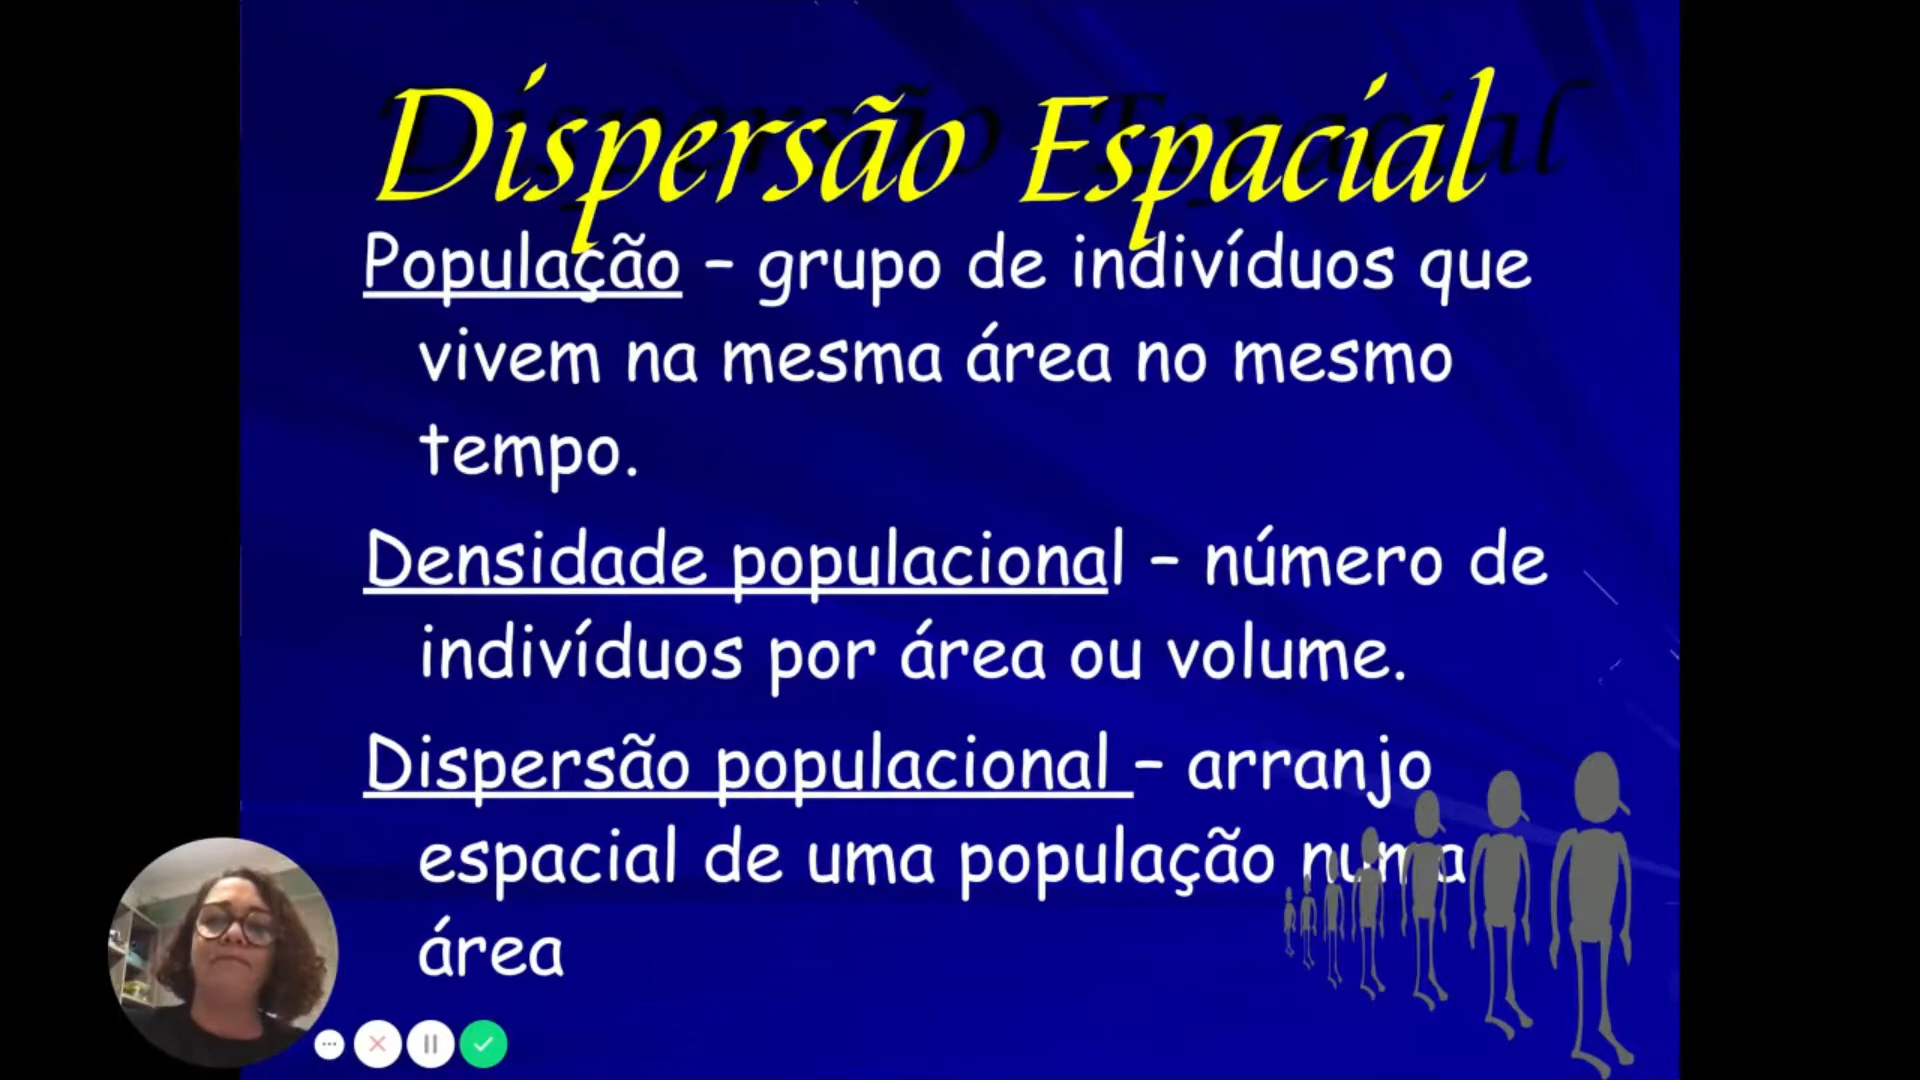 Dispersão Espacial
População – grupo de indivíduos que
vivem na mesma área no mesmo
tempo.
Densidade populacional – número de
indivíduos por área ou volume.
Dispersão populacional – arranjo
espacial de uma população numa
área